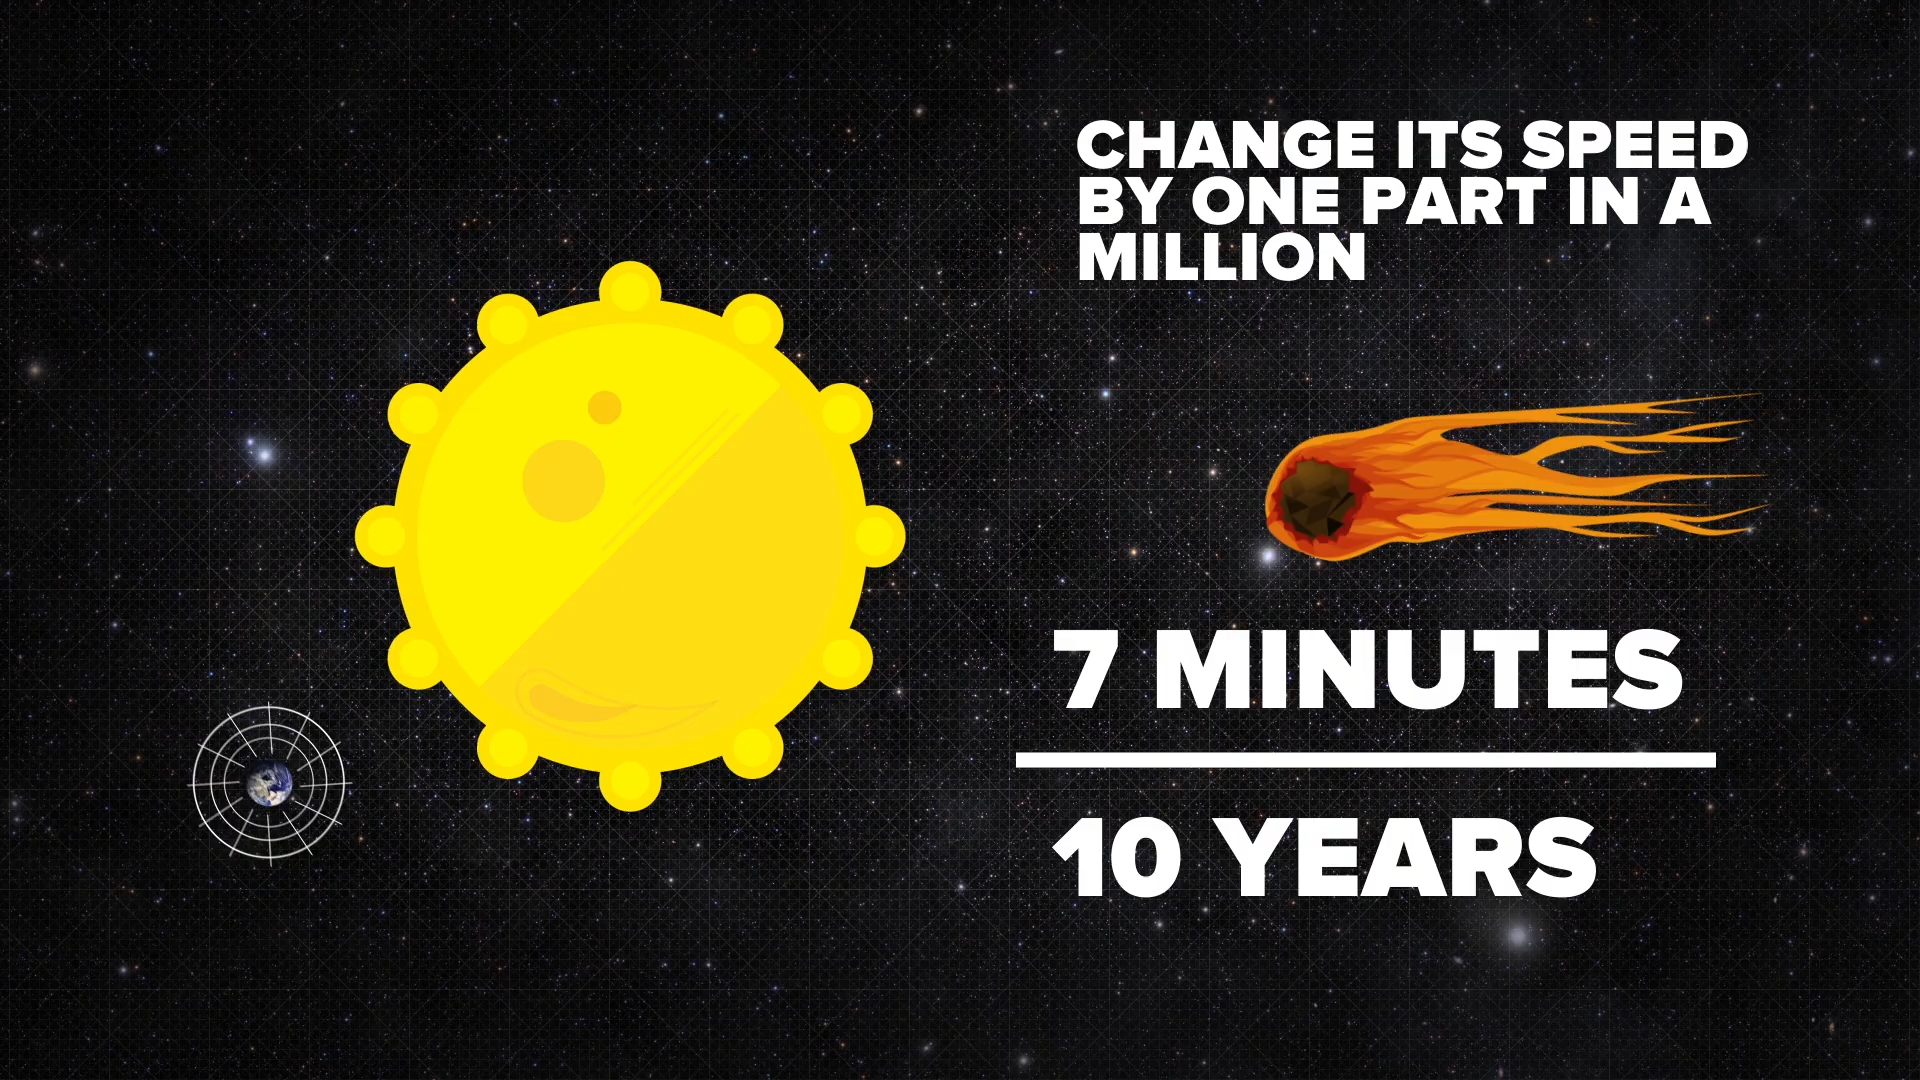 CHANGE ITS SPEED
BY ONE PART IN A
MILLION
7 MINUTES
10 YEARS